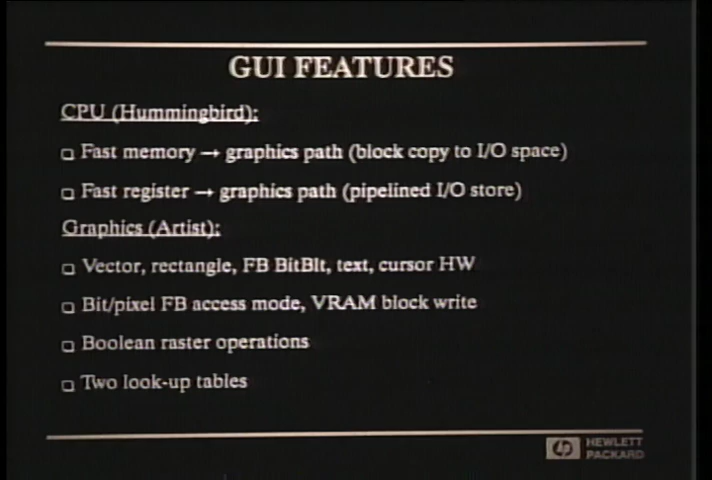 GUI FEATURES
CPU (Hummingbird):
❑ Fast memory → graphics path (block copy to I/O space)
❑ Fast register → graphics path (pipelined I/O store)
Graphics (Artist):
❑ Vector, rectangle, FB BitBlt, text, cursor HW
❑ Bit/pixel FB access mode, VRAM block write
❑ Boolean raster operations
❑ Two look-up tables
hp HEWLETT
PACKARD